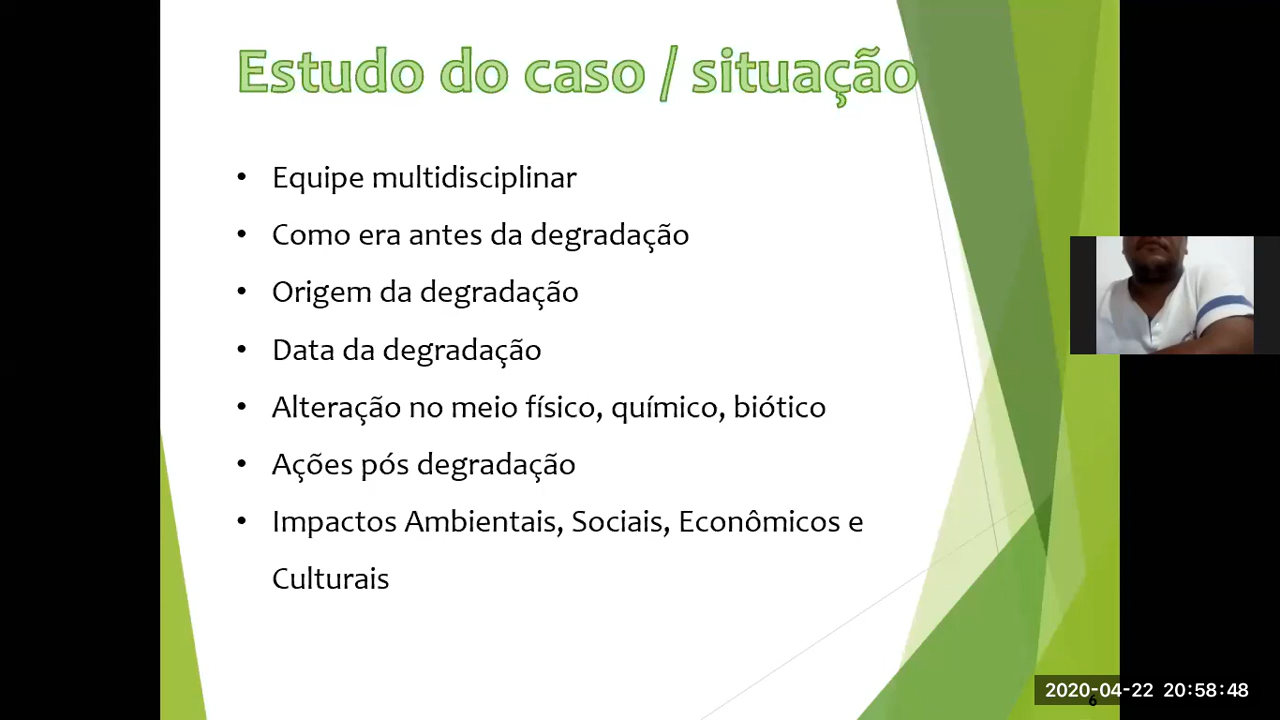 Estudo do caso / situação
• Equipe multidisciplinar
• Como era antes da degradação
• Origem da degradação
• Data da degradação
• Alteração no meio físico, químico, biótico
• Ações pós degradação
• Impactos Ambientais, Sociais, Econômicos e
Culturais
2020-04-22 20:58:48
6